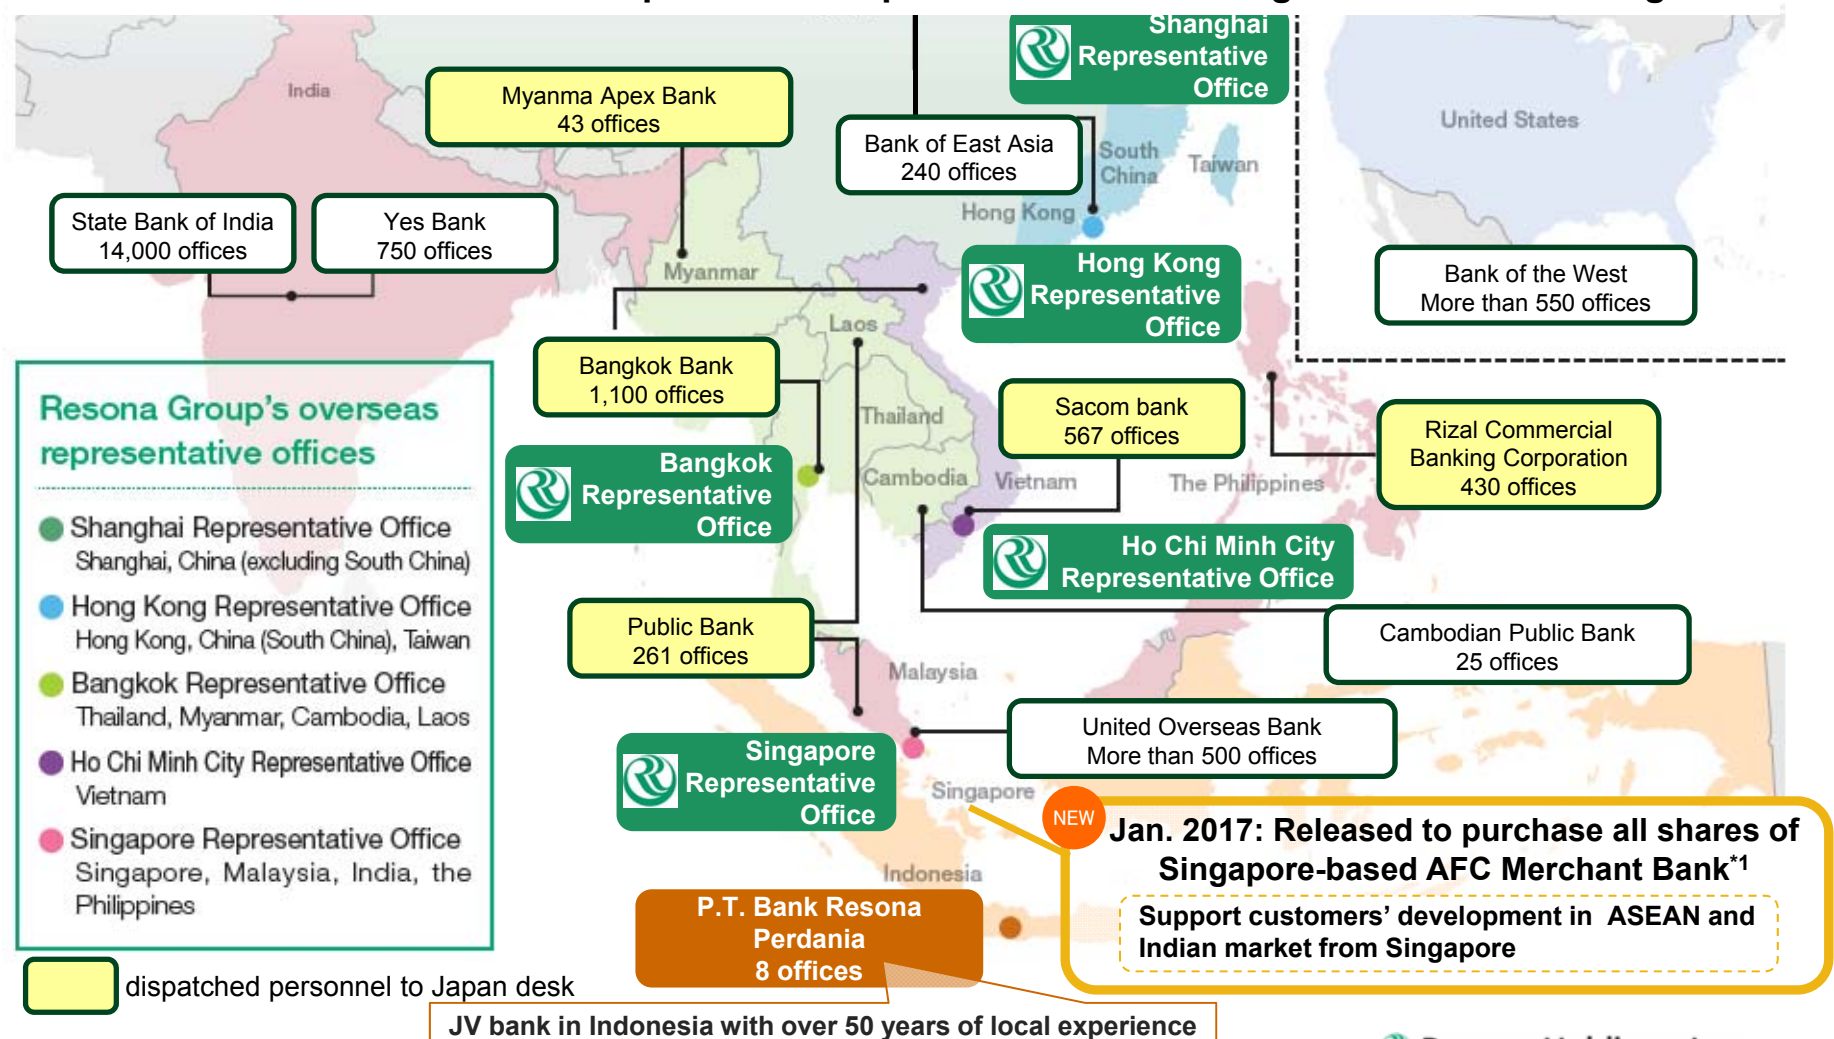 Shanghai
Representative
Office
India
Myanma Apex Bank
43 offices
United States
Bank of East Asia
240 offices
South
China
Taiwan
Hong Kong
State Bank of India
14,000 offices
Yes Bank
750 offices
Myanmar
Hong Kong
Representative
Office
Bank of the West
More than 550 offices
Laos
Bangkok Bank
1,100 offices
Thailand
Sacom bank
567 offices
Rizal Commercial
Banking Corporation
430 offices
Resona Group's overseas
representative offices
Bangkok
Representative
Office
Cambodia
Vietnam
The Philippines
Shanghai Representative Office
Shanghai, China (excluding South China)
Ho Chi Minh City
Representative Office
Hong Kong Representative Office
Hong Kong, China (South China), Taiwan
Public Bank
261 offices
Cambodian Public Bank
25 offices
Malaysia
Bangkok Representative Office
Thailand, Myanmar, Cambodia, Laos
United Overseas Bank
More than 500 offices
Ho Chi Minh City Representative Office
Vietnam
Singapore
Representative
Office
Singapore
Singapore Representative Office
Singapore, Malaysia, India, the
Philippines
NEW
Jan. 2017: Released to purchase all shares of
Singapore-based AFC Merchant Bank*1
Support customers' development in ASEAN and
Indian market from Singapore
Indonesia
P.T. Bank Resona
Perdania
8 offices
dispatched personnel to Japan desk
JV bank in Indonesia with over 50 years of local experience